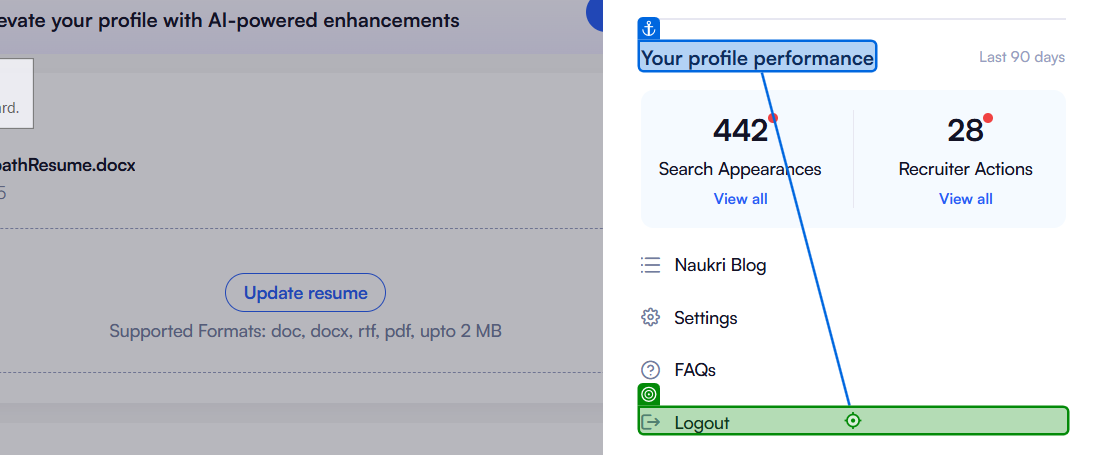 evate your profile with AI-powered enhancements
ard.
pathResume.docx
5
Update resume
Supported Formats: doc, docx, rtf, pdf, upto 2 MB
Your profile performance
Last 90 days
442
28
Search Appearances
Recruiter Actions
View all
View all
Naukri Blog
Settings
FAQs
Logout